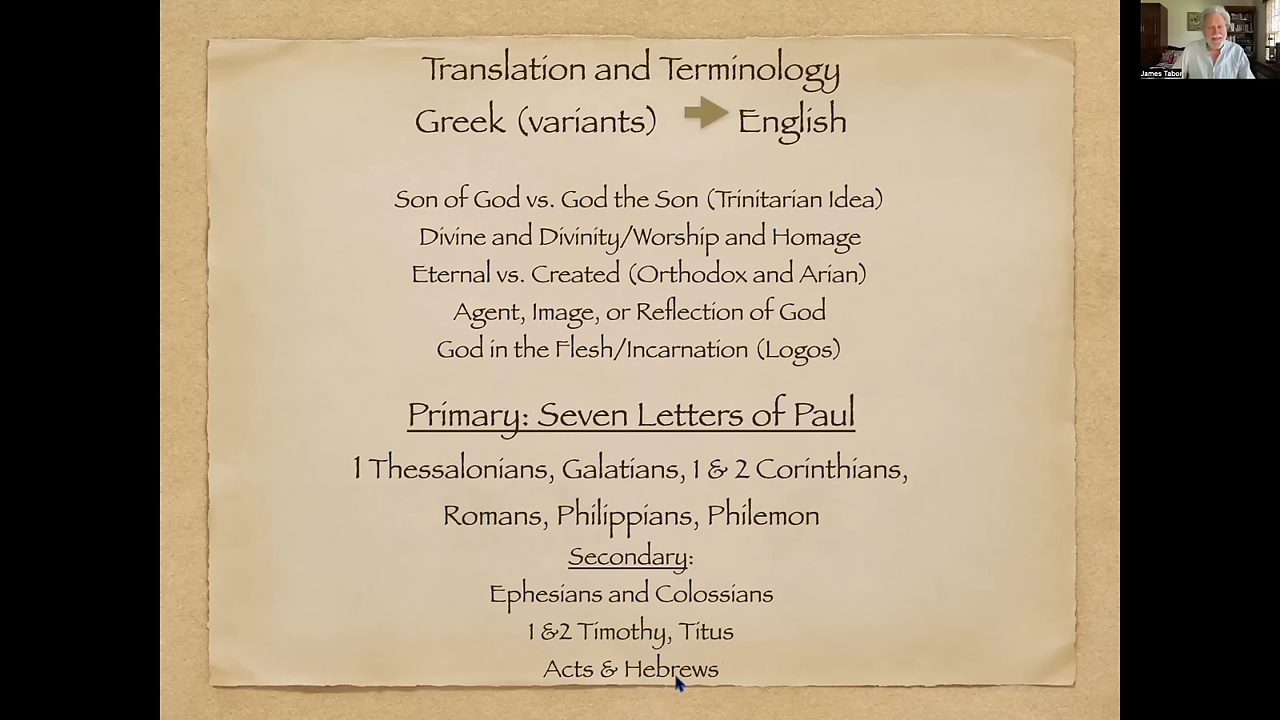 Translation and Terminology
Greek (variants) English
Son of God vs. God the Son (Trinitarian Idea)
Divine and Divinity/Worship and Homage
Eternal vs. Created (Orthodox and Arian)
Agent, Image, or Reflection of God
God in the Flesh/Incarnation (Logos)
Primary: Seven Letters of Paul
1 Thessalonians, Galatians, 1 & 2 Corinthians,
Romans, Philippians, Philemon
Secondary:
Ephesians and Colossians
1 &2 Timothy, Titus
Acts & Hebrews
James Tabor